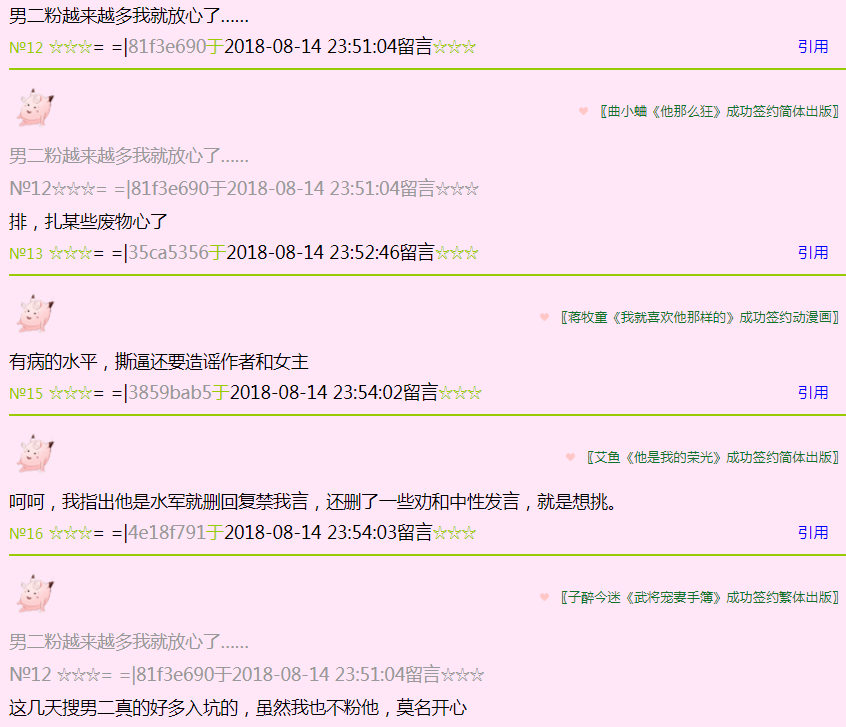 男二粉越来越多我就放心了……
№12 ☆☆☆= =|81f3e690于2018-08-14 23:51:04留言☆☆☆ 引用
〖曲小蛐《他那么狂》成功签约简体出版〗
男二粉越来越多我就放心了……
№12☆☆☆= =|81f3e690于2018-08-14 23:51:04留言☆☆☆
排，扎某些废物心了
№13 ☆☆☆= =|35ca5356于2018-08-14 23:52:46留言☆☆☆ 引用
〖蒋牧童《我就喜欢他那样的》成功签约动漫画〗
有病的水平，撕逼还要造谣作者和女主
№15 ☆☆☆= =|3859bab5于2018-08-14 23:54:02留言☆☆☆ 引用
〖艾鱼《他是我的荣光》成功签约简体出版〗
呵呵，我指出他是水军就删回复禁我言，还删了一些劝和中性发言，就是想挑。
№16 ☆☆☆= =|4e18f791于2018-08-14 23:54:03留言☆☆☆ 引用
〖子醉今迷《武将宠妻手簿》成功签约繁体出版〗
男二粉越来越多我就放心了……
№12 ☆☆☆= =|81f3e690于2018-08-14 23:51:04留言☆☆☆
这几天搜男二真的好多入坑的，虽然我也不粉他，莫名开心